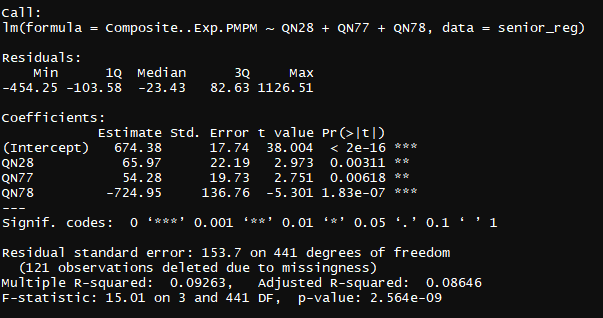 Call:
lm(formula = Composite..Exp.PMPM ~ QN28 + QN77 + QN78, data = senior_reg)
Residuals:
Min 1Q Median 3Q Max
-454.25 -103.58 -23.43 82.63 1126.51
Coefficients:
Estimate Std. Error t value Pr(>|t|)
(Intercept) 674.38 17.74 38.004 < 2e-16 ***
QN28 65.97 22.19 2.973 0.00311 **
QN77 54.28 19.73 2.751 0.00618 **
QN78 -724.95 136.76 -5.301 1.83e-07 ***
---
Signif. codes: 0 ‘***’ 0.001 ‘**’ 0.01 ‘*’ 0.05 ‘.’ 0.1 ‘ ’ 1
Residual standard error: 153.7 on 441 degrees of freedom
(121 observations deleted due to missingness)
Multiple R-squared: 0.09263, Adjusted R-squared: 0.08646
F-statistic: 15.01 on 3 and 441 DF, p-value: 2.564e-09